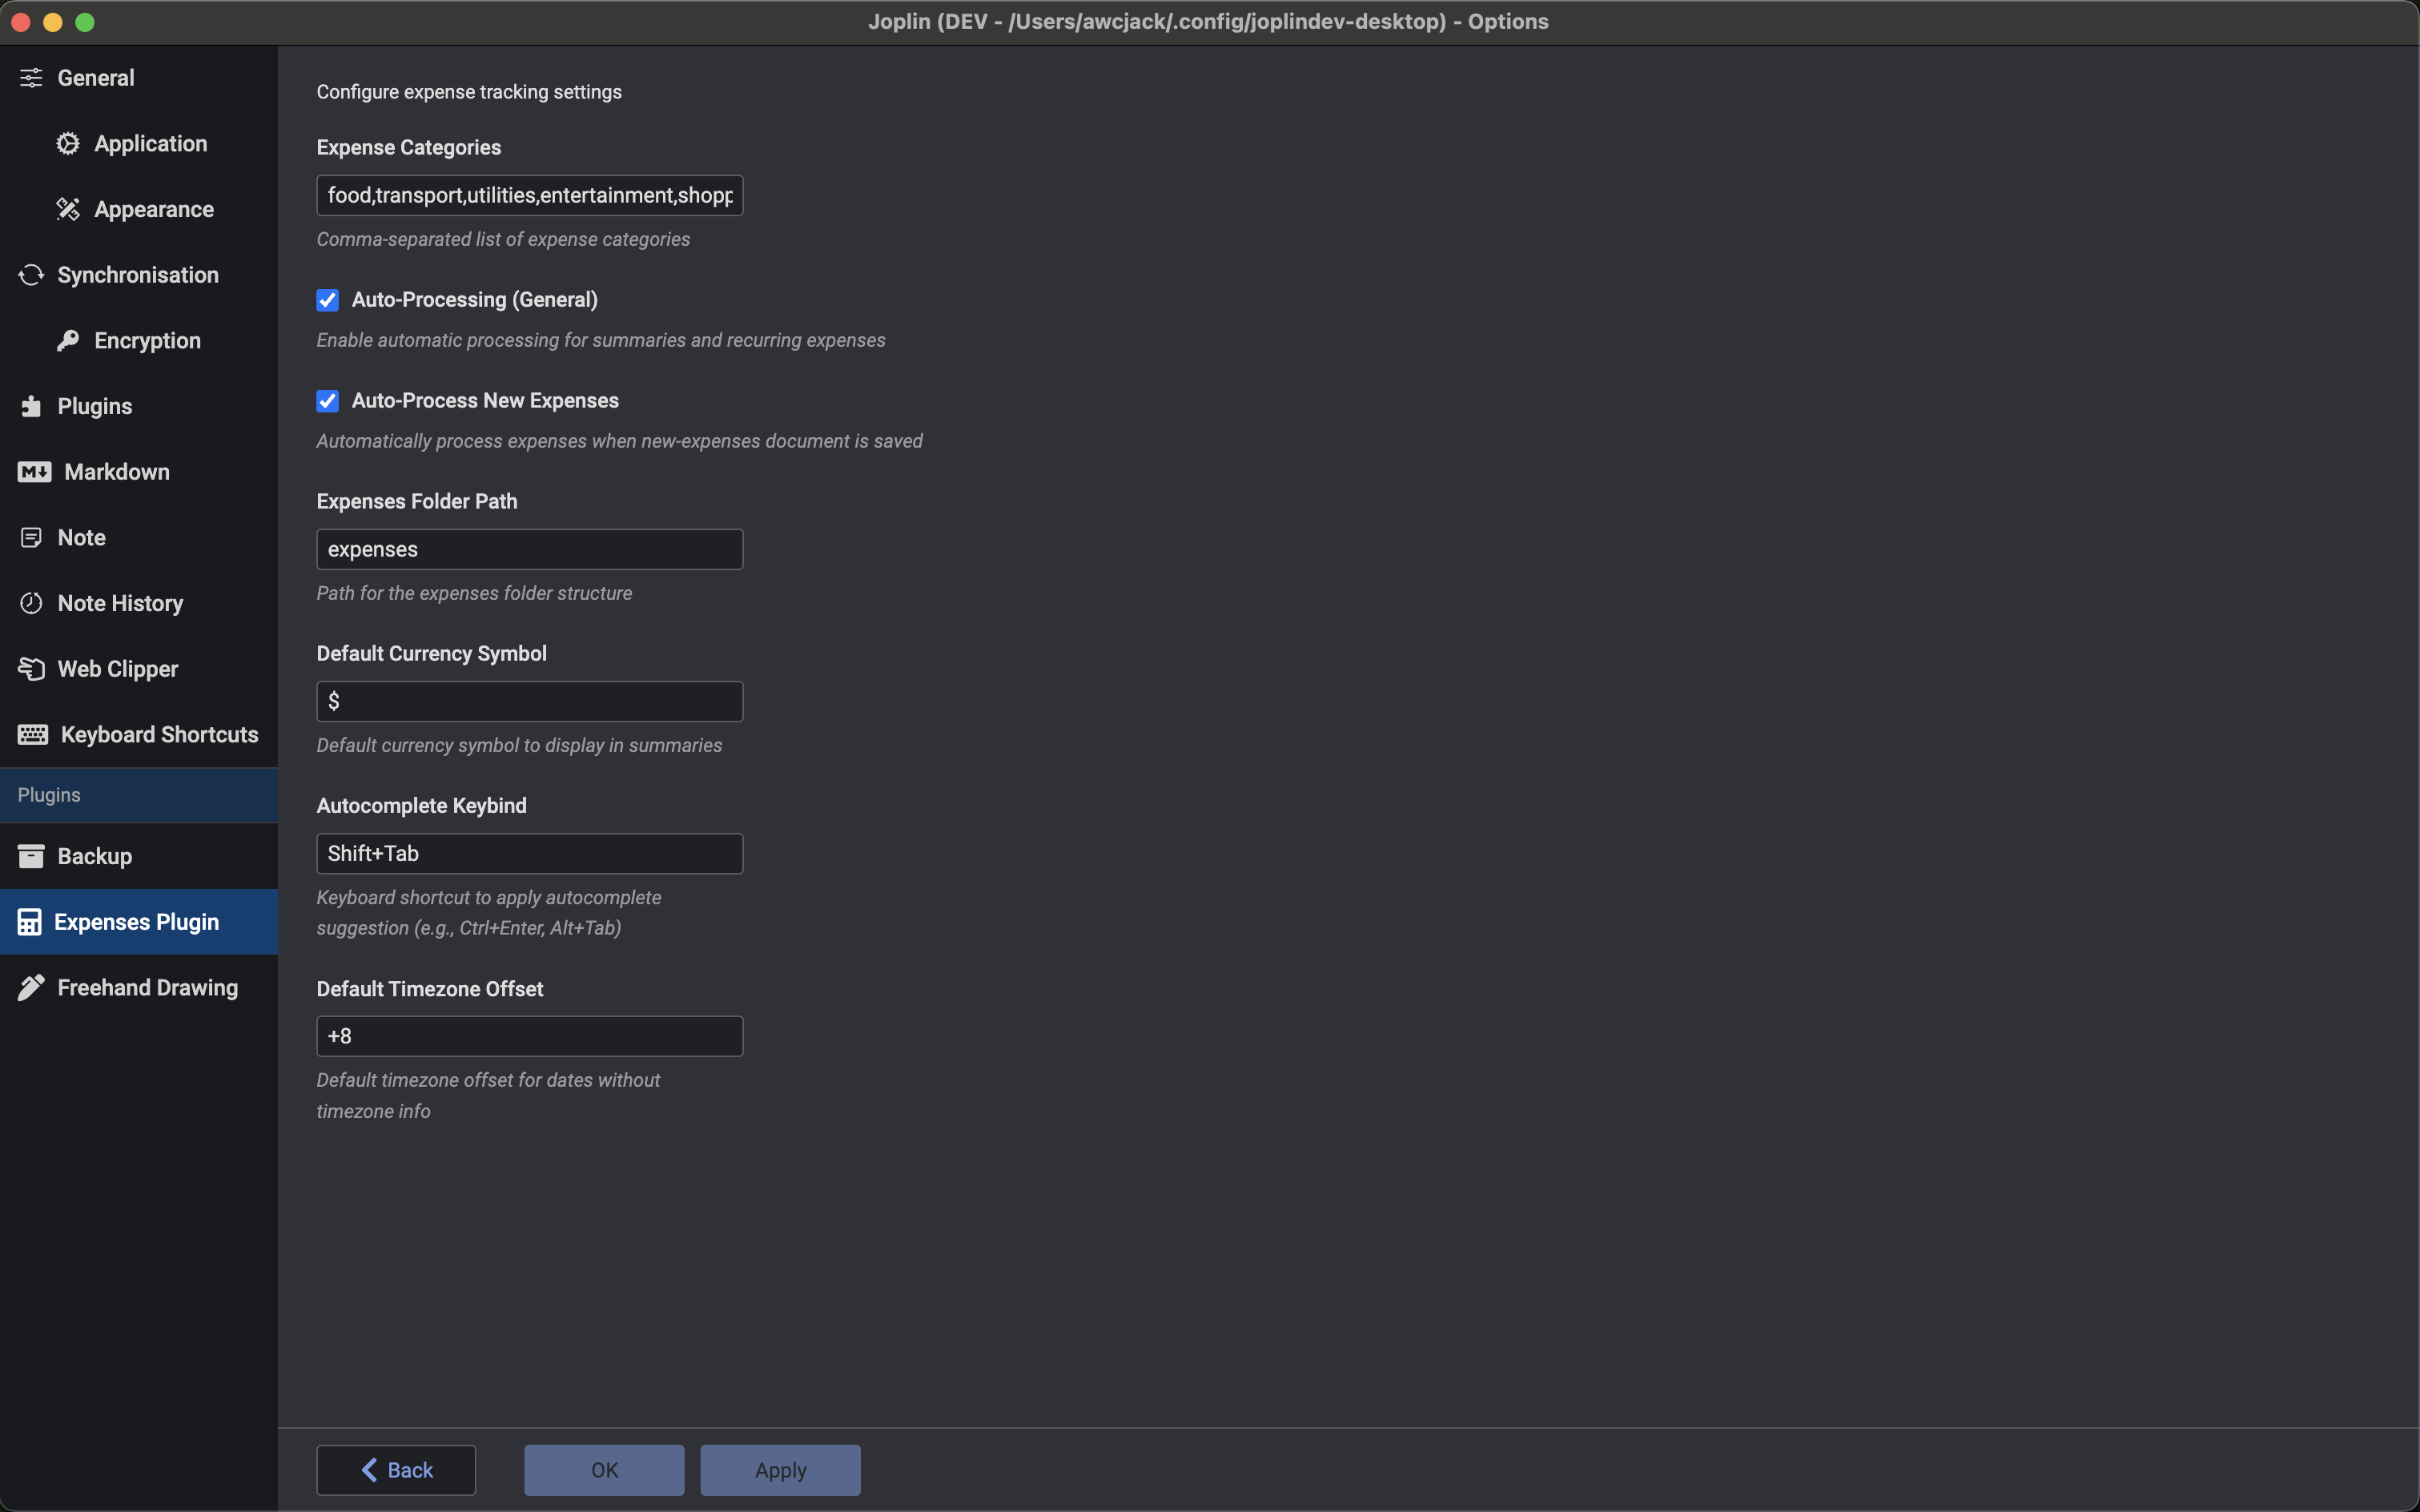 Joplin (DEV - /Users/awcjack/.config/joplindev-desktop) - Options
General
Application
Appearance
Synchronisation
Encryption
Plugins
Markdown
Note
Note History
Web Clipper
Keyboard Shortcuts
Plugins
Backup
Expenses Plugin
Freehand Drawing
Configure expense tracking settings
Expense Categories
food,transport,utilities,entertainment,shopp
Comma-separated list of expense categories
Auto-Processing (General)
Enable automatic processing for summaries and recurring expenses
Auto-Process New Expenses
Automatically process expenses when new-expenses document is saved
Expenses Folder Path
expenses
Path for the expenses folder structure
Default Currency Symbol
$
Default currency symbol to display in summaries
Autocomplete Keybind
Shift+Tab
Keyboard shortcut to apply autocomplete
suggestion (e.g., Ctrl+Enter, Alt+Tab)
Default Timezone Offset
+8
Default timezone offset for dates without
timezone info
Back
OK
Apply